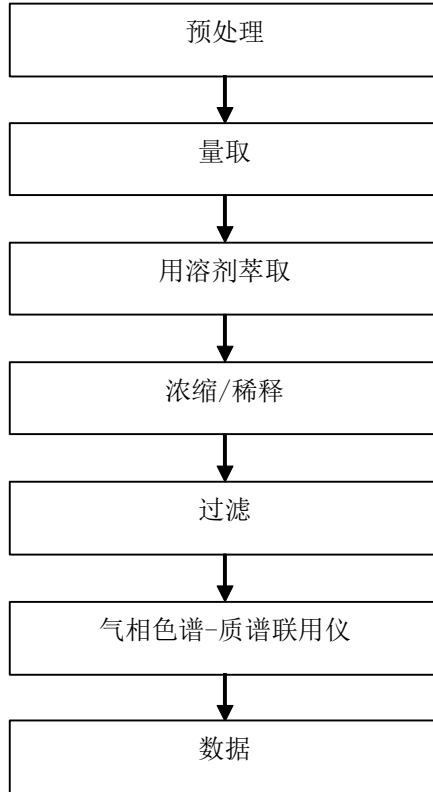 预处理
量取
用溶剂萃取
浓缩/稀释
过滤
气相色谱-质谱联用仪
数据